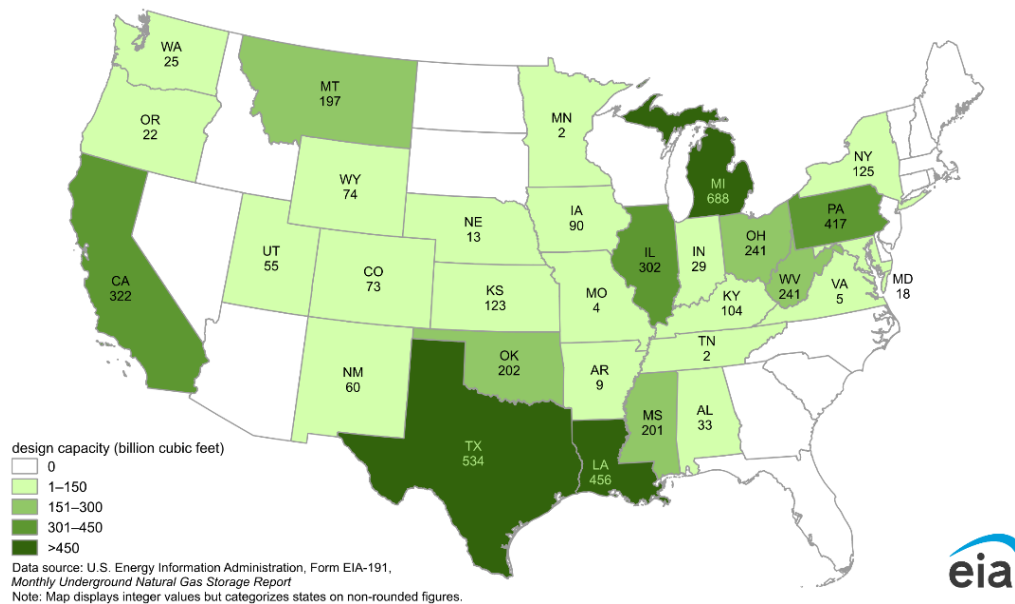 WA
25
MT
197
OR
22
MN
2
NY
125
WY
74
MI
688
IA
90
PA
417
NE
13
OH
241
UT
55
IL
302
IN
29
CO
73
CA
322
WV
241
MD
18
VA
5
KS
123
MO
4
KY
104
TN
2
OK
202
NM
60
AR
9
MS
201
AL
33
TX
534
LA
456
design capacity (billion cubic feet)
0
1–150
151–300
301–450
>450
Data source: U.S. Energy Information Administration, Form EIA-191,
Monthly Underground Natural Gas Storage Report
Note: Map displays integer values but categorizes states on non-rounded figures.
eia